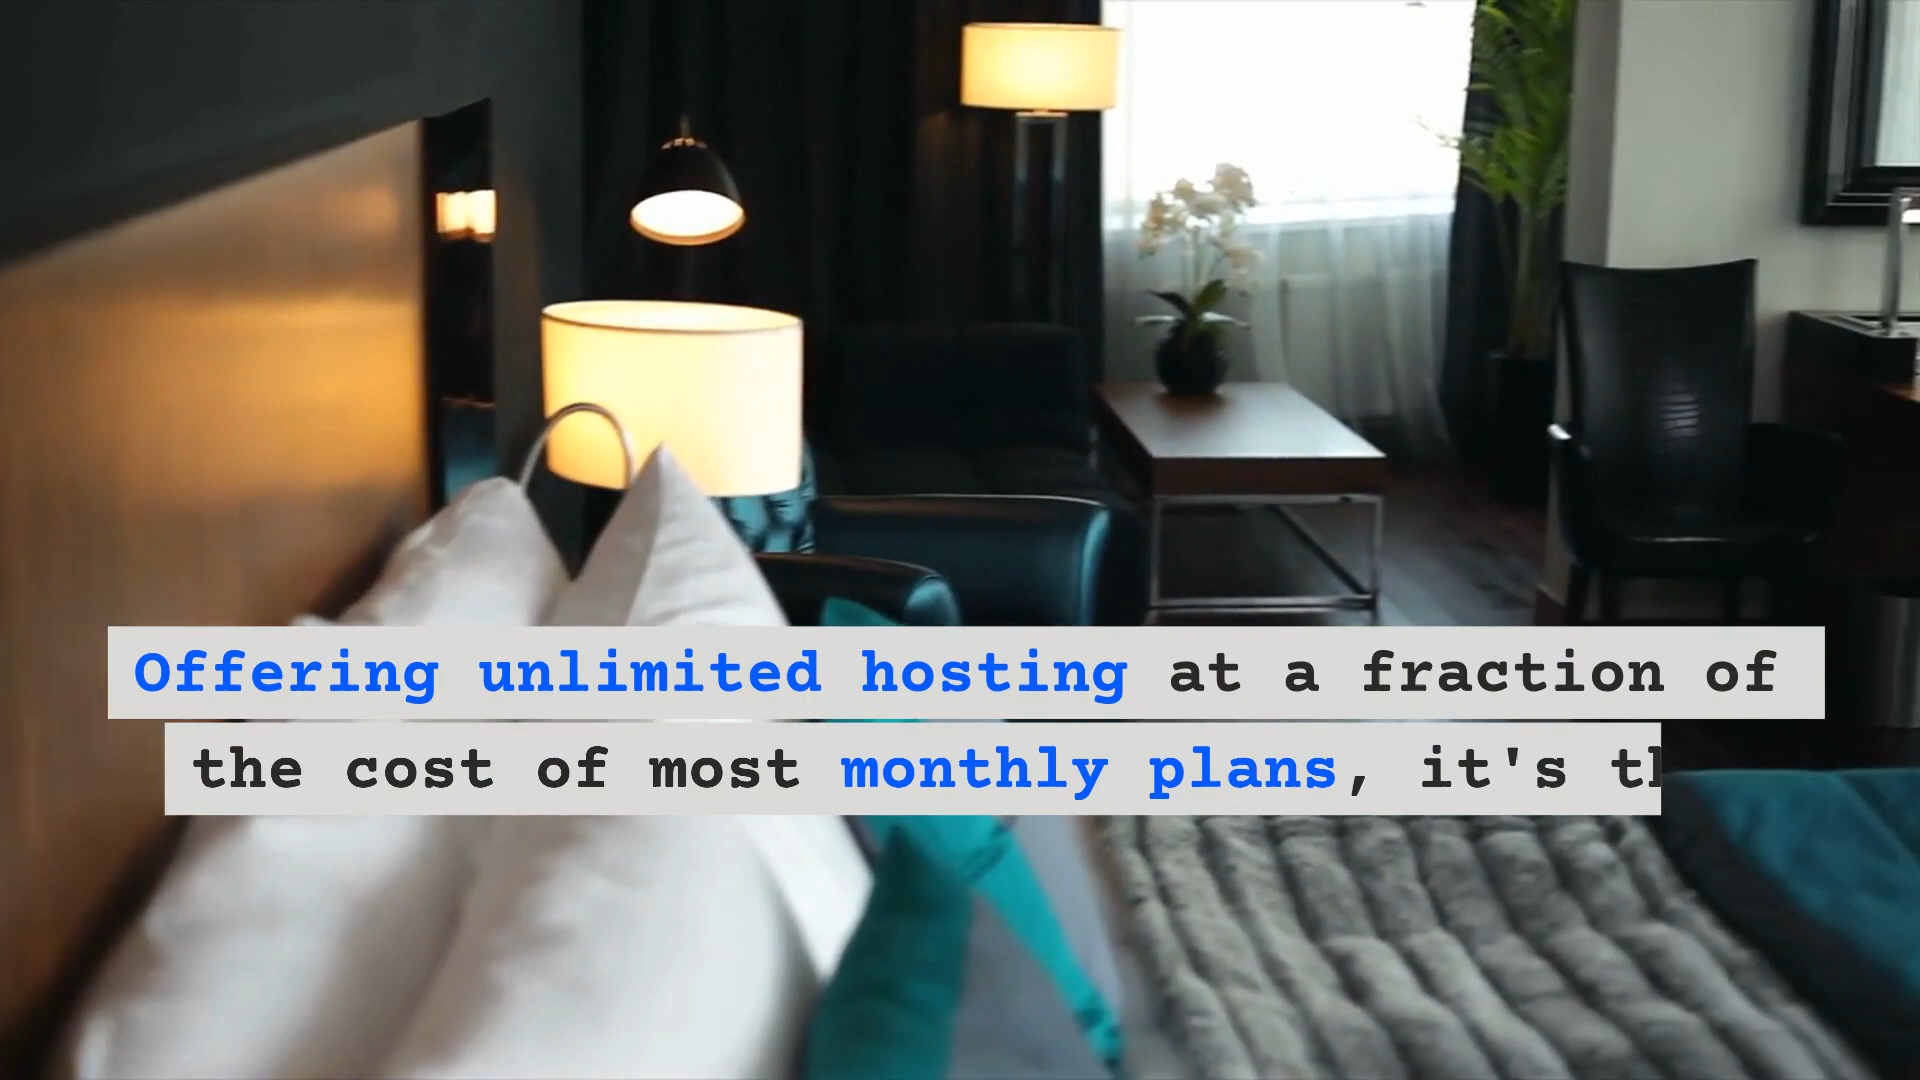 Offering unlimited hosting at a fraction of
the cost of most monthly plans, it's